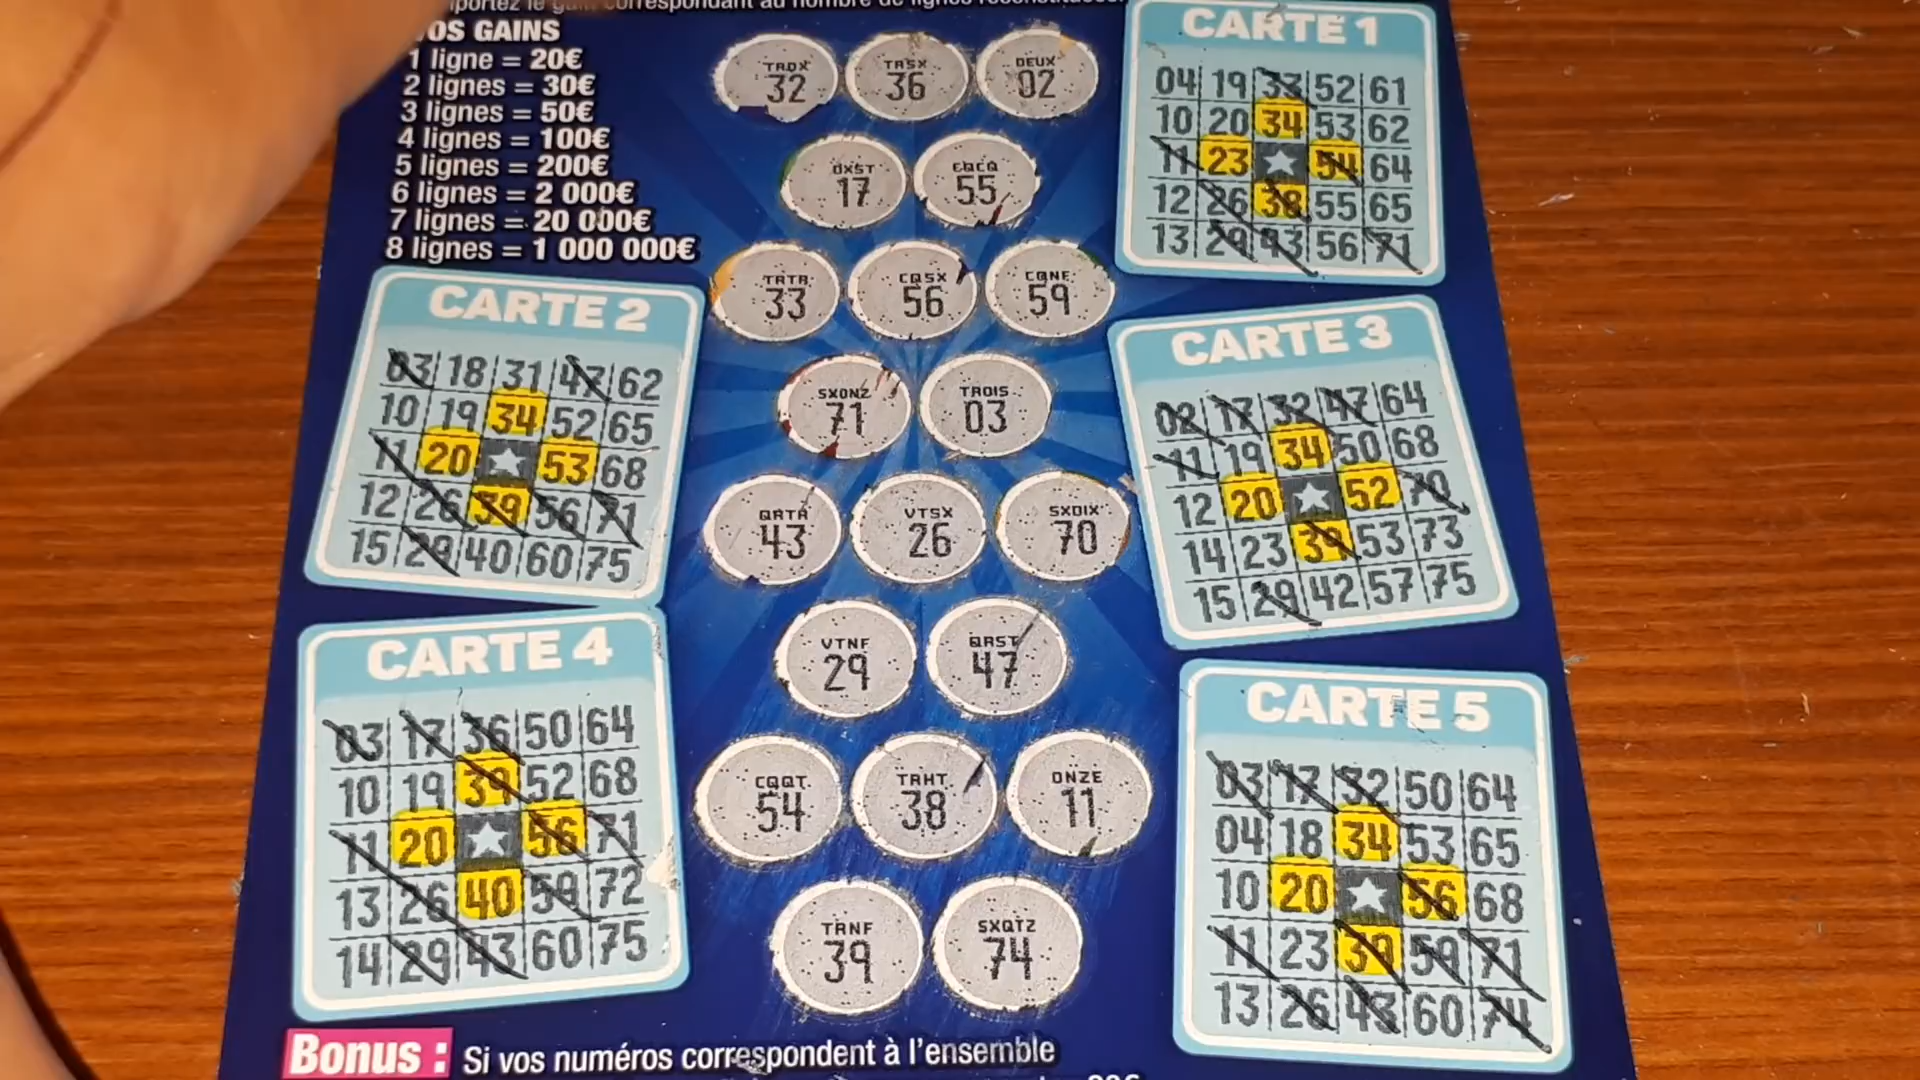 correspondant au nombre de lignes reconstituées
VOS GAINS
1 ligne = 20€
2 lignes = 30€
3 lignes = 50€
4 lignes = 100€
5 lignes = 200€
6 lignes = 2 000€
7 lignes = 20 000€
8 lignes = 1 000 000€
TRDX TRSX DEUX
32 36 02
DXST CQCQ
17 55
TRTR CQSX CQNF
33 56 59
SXONZ TROIS
71 03
QRTR VTSX SXDIX
43 26 70
VTNF QRST
29 47
CQQT TRHT ONZE
54 38 11
TRNF SXQTZ
39 74
CARTE 1
04 19 33 52 61
10 20 34 53 62
11 23 54 64
12 26 38 55 65
13 29 43 56 71
CARTE 2
03 18 31 47 62
10 19 34 52 65
11 20 53 68
12 26 39 56 71
15 29 40 60 75
CARTE 3
02 17 32 47 64
11 19 34 50 68
12 20 52 70
14 23 39 53 73
15 29 42 57 75
CARTE 4
03 17 36 50 64
10 19 39 52 68
11 20 56 71
13 26 40 59 72
14 29 43 60 75
CARTE 5
03 17 32 50 64
04 18 34 53 65
10 20 56 68
11 23 39 59 71
13 26 43 60 74
Bonus : Si vos numéros correspondent à l'ensemble